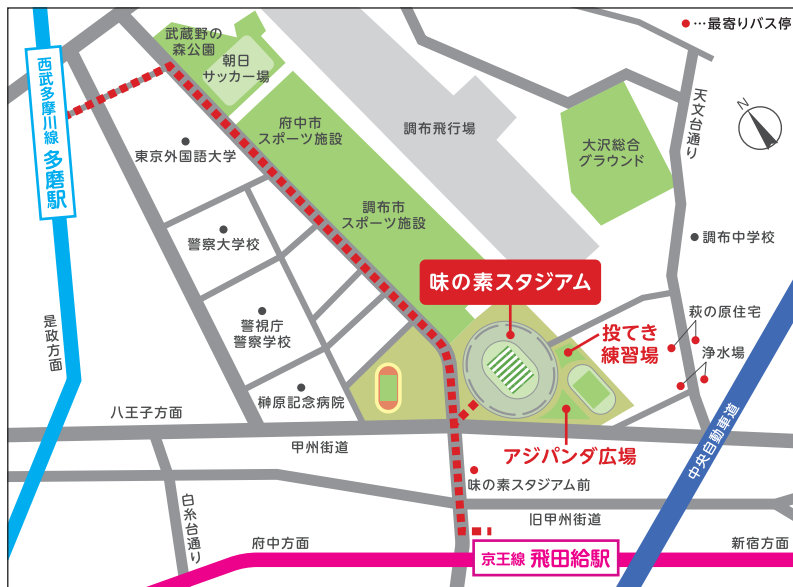 ●…最寄りバス停
武蔵野の
森公園
朝日
サッカー場
西武多摩川線 多磨駅
府中市
スポーツ施設
調布飛行場
大沢総合
グラウンド
天文台通り
N
東京外国語大学
調布市
スポーツ施設
警察大学校
調布中学校
味の素スタジアム
萩の原住宅
浄水場
投てき
練習場
是政方面
警視庁
警察学校
榊原記念病院
八王子方面
甲州街道
アジパンダ広場
中央自動車道
味の素スタジアム前
白糸台通り
旧甲州街道
府中方面
京王線 飛田給駅
新宿方面